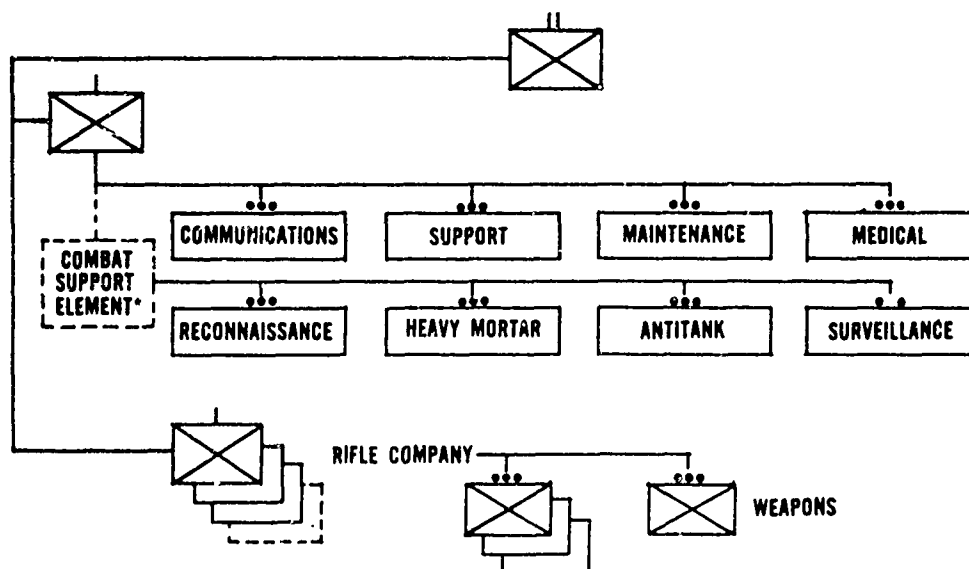 COMMUNICATIONS
SUPPORT
MAINTENANCE
MEDICAL
COMBAT
SUPPORT
ELEMENT*
RECONNAISSANCE
HEAVY MORTAR
ANTITANK
SURVEILLANCE
RIFLE COMPANY
WEAPONS